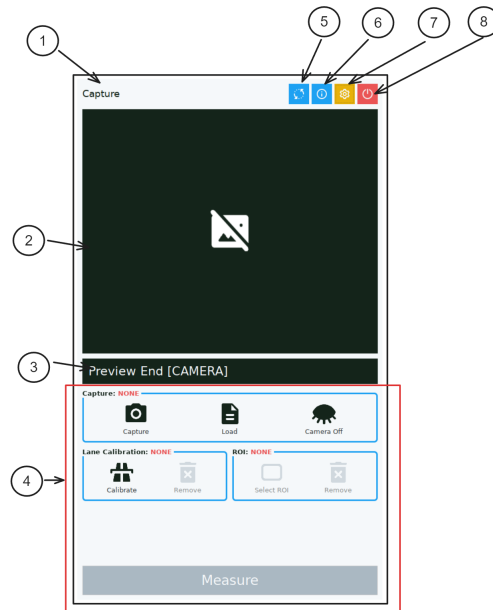 5
6
7
8
1
Capture
2
3
Preview End [CAMERA]
Capture: NONE
Capture
Load
Camera Off
Lane Calibration: NONE
ROI: NONE
4
Calibrate
Remove
Select ROI
Remove
Measure